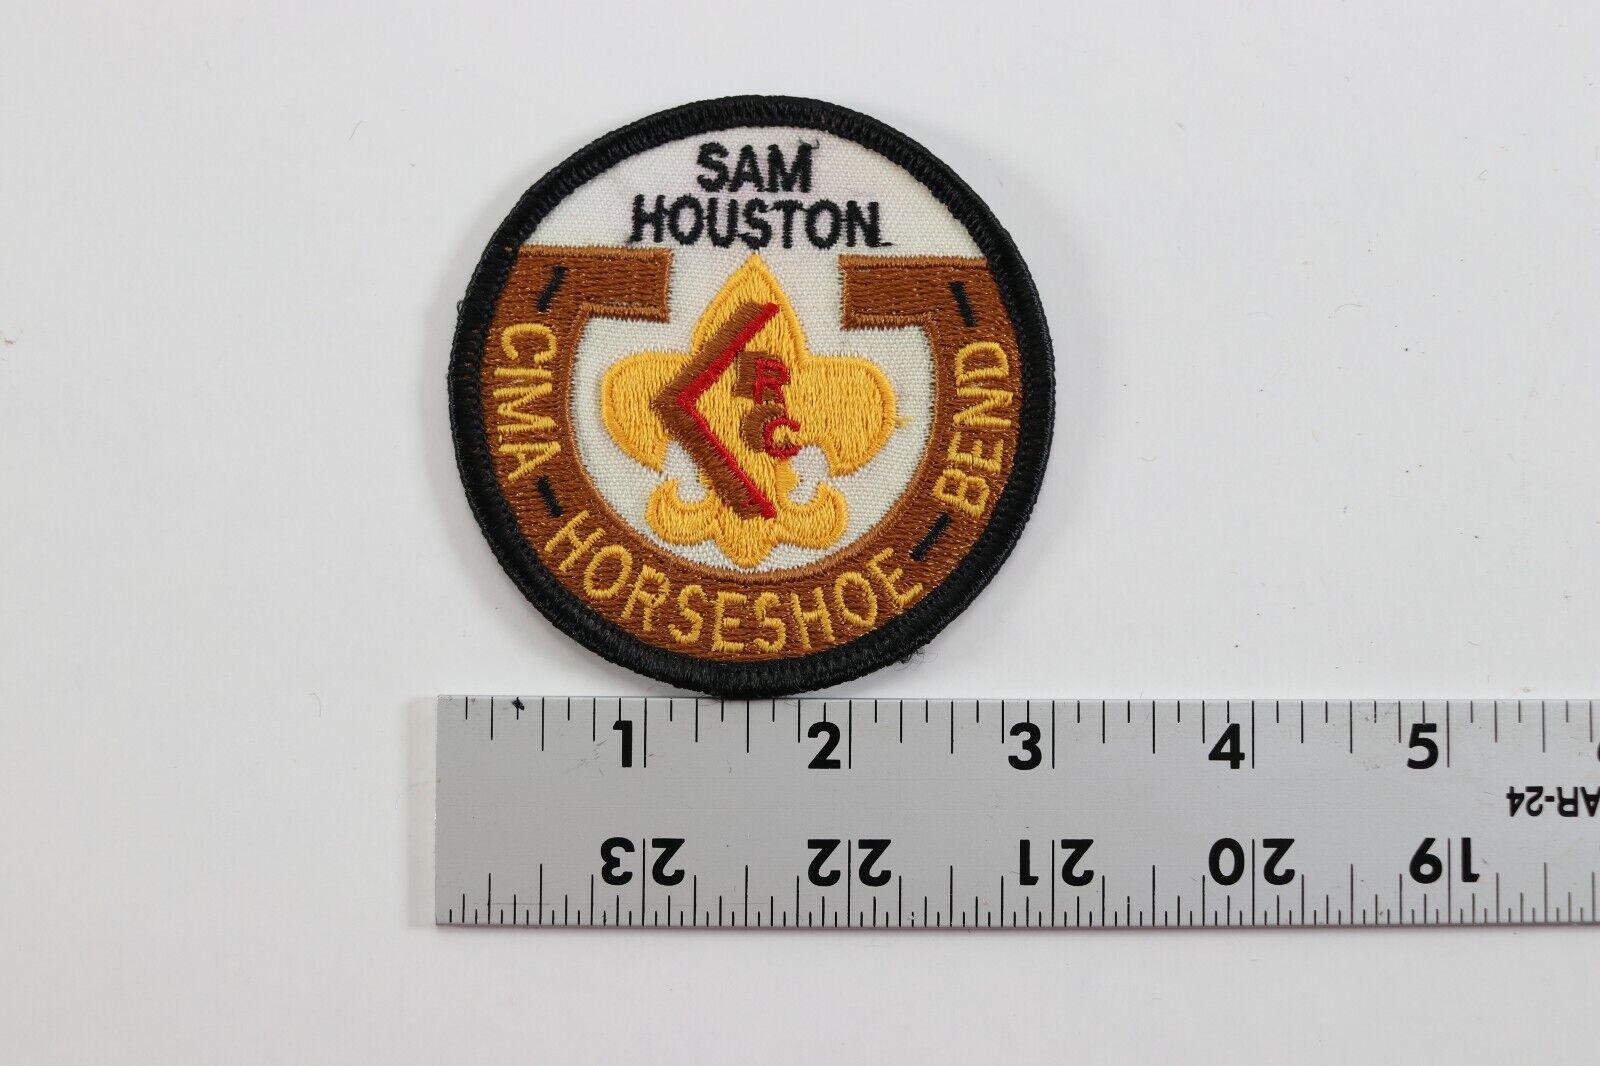 SAM
HOUSTON
- CIMA - HORSESHOE - BEND -
R
C
1 2 3 4 5
AR-24
23 22 21 20 19